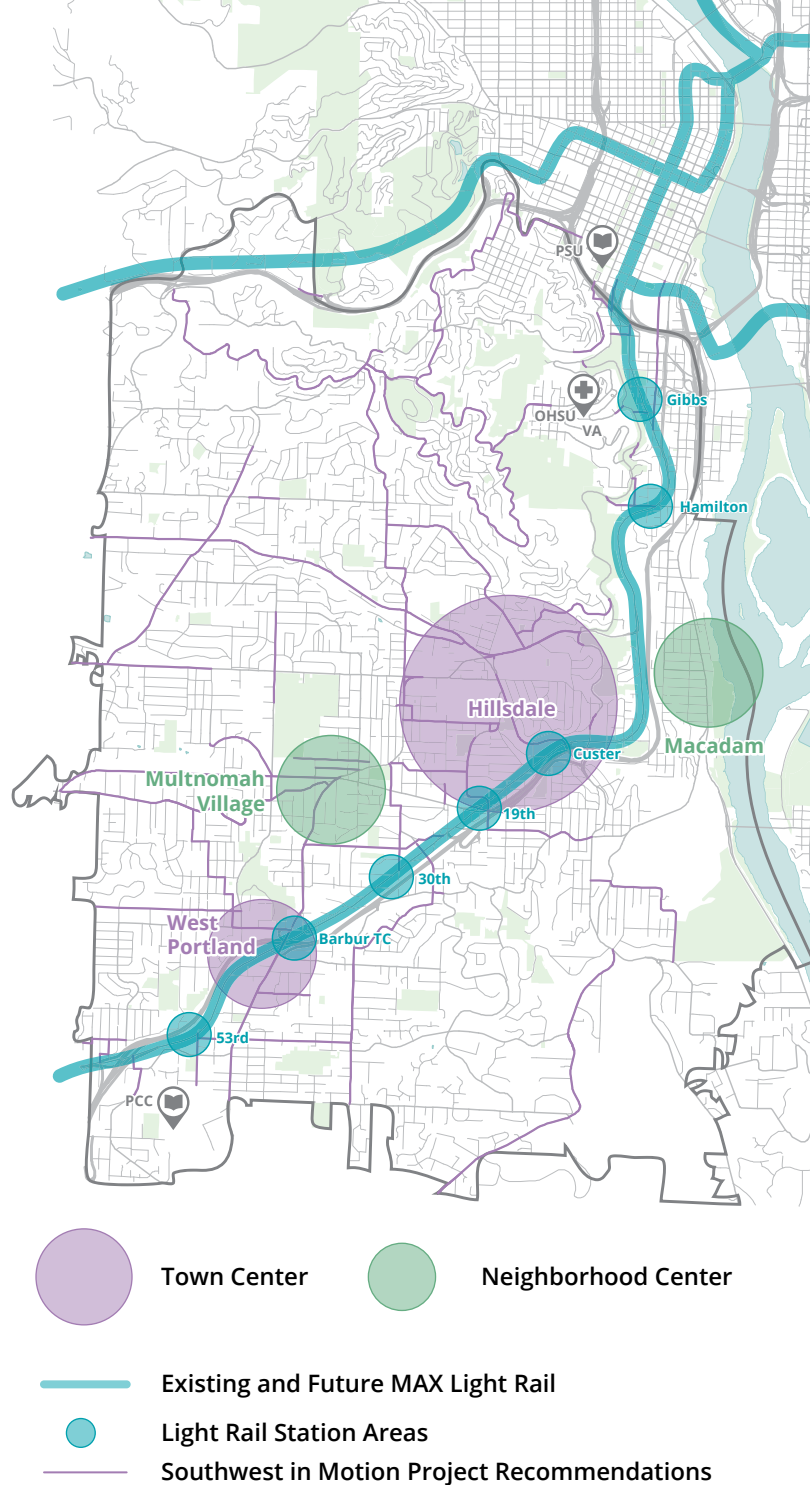 PSU
OHSU
VA
Gibbs
Hamilton
Hillsdale
Macadam
Custer
Multnomah
Village
19th
30th
West
Portland
Barbur TC
53rd
PCC
Town Center
Neighborhood Center
Existing and Future MAX Light Rail
Light Rail Station Areas
Southwest in Motion Project Recommendations